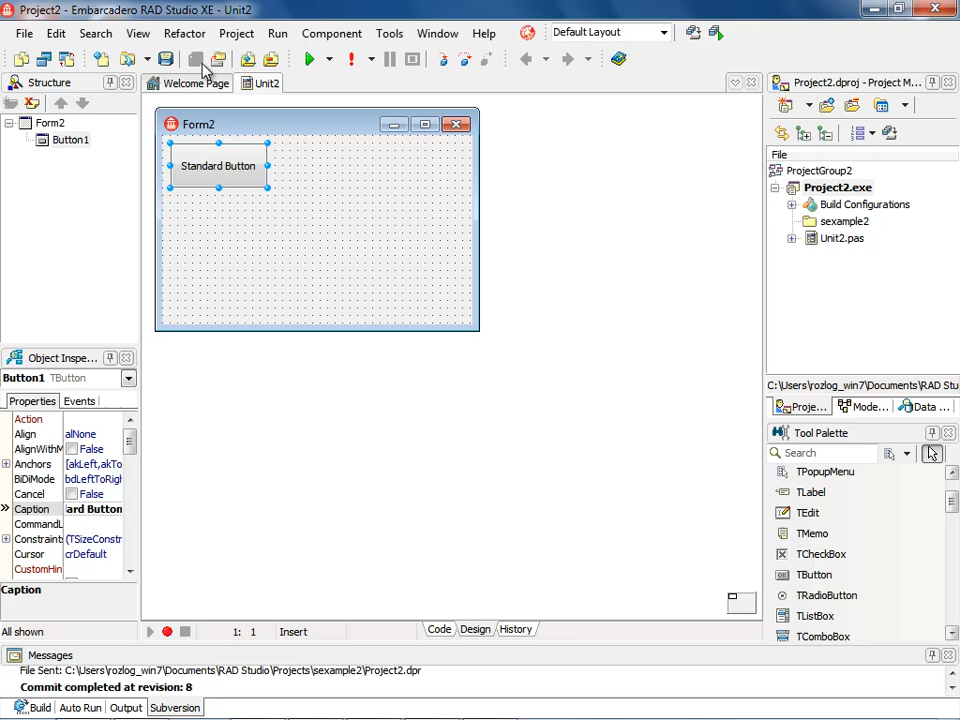 Project2 - Embarcadero RAD Studio XE - Unit2
File Edit Search View Refactor Project Run Component Tools Window Help
Default Layout
Structure
Welcome Page
Unit2
Project2.dproj - Project M...
Form2
Button1
Form2
Standard Button
File
ProjectGroup2
Project2.exe
Build Configurations
sexample2
Unit2.pas
Object Inspe...
Button1 TButton
Properties Events
Action
Align alNone
AlignWithM False
Anchors [akLeft,akTo
BiDiMode bdLeftToRigh
Cancel False
Caption ard Button
CommandL
Constraints (TSizeConstr
Cursor crDefault
CustomHin
Caption
All shown
C:\Users\rozlog_win7\Documents\RAD Studio
Proje... Mode... Data ...
Tool Palette
Search
TPopupMenu
TLabel
TEdit
TMemo
TCheckBox
TButton
TRadioButton
TListBox
TComboBox
1: 1 Insert
Code Design History
Messages
File Sent: C:\Users\rozlog_win7\Documents\RAD Studio\Projects\sexample2\Project2.dpr
Commit completed at revision: 8
Build Auto Run Output Subversion